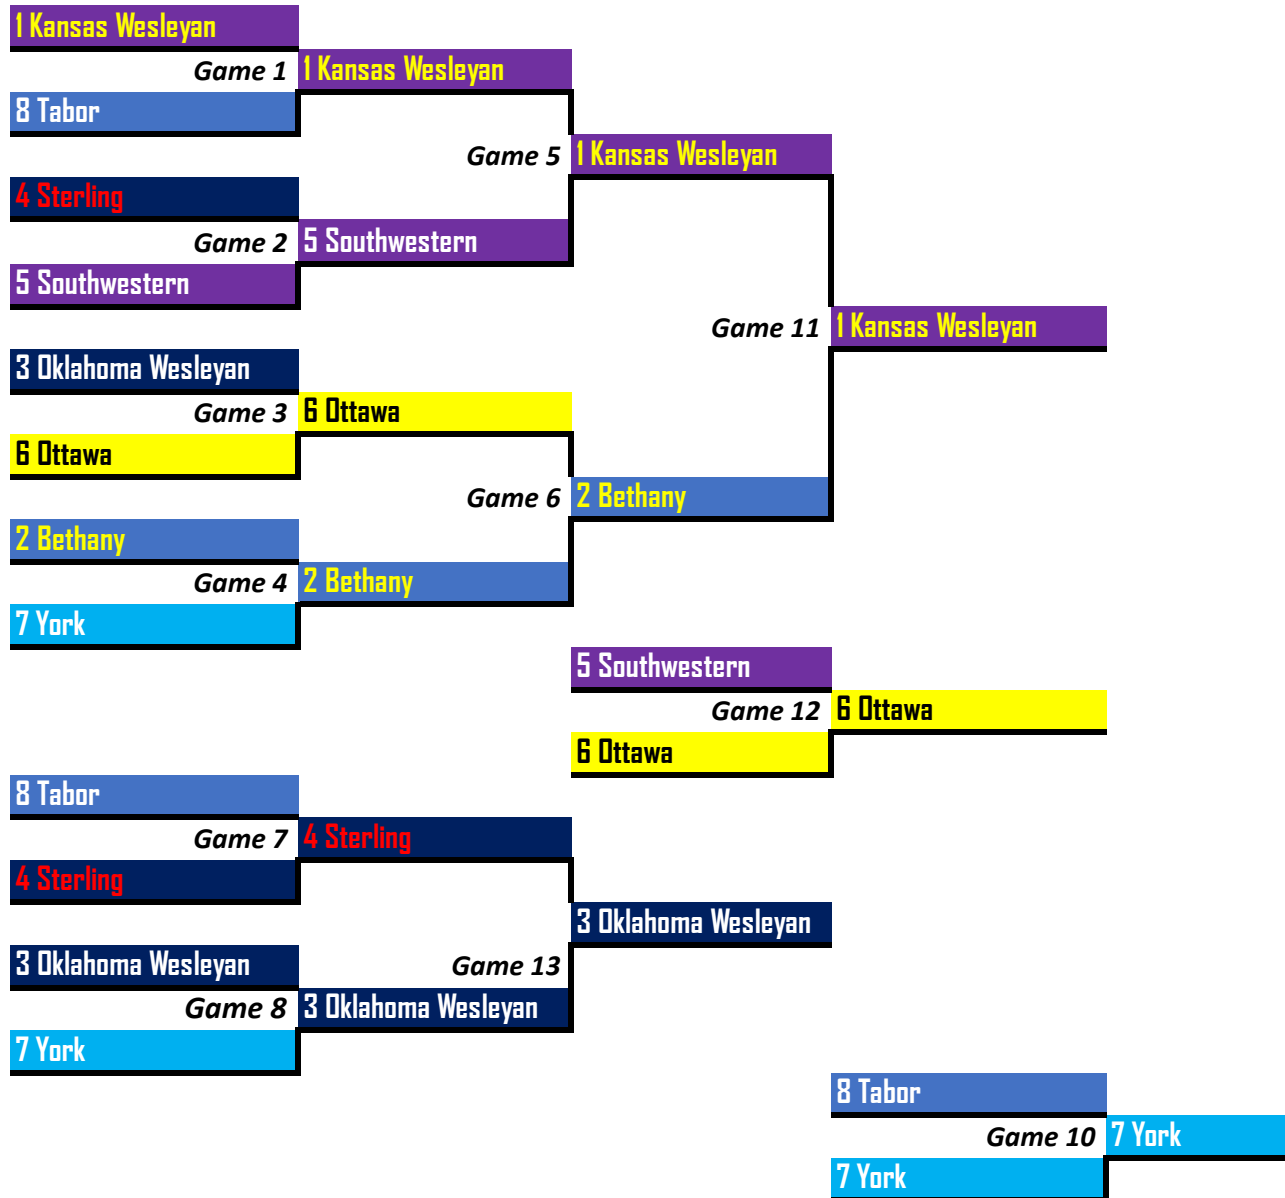 1 Kansas Wesleyan
Game 1
1 Kansas Wesleyan
8 Tabor
Game 5
1 Kansas Wesleyan
4 Sterling
Game 2
5 Southwestern
5 Southwestern
Game 11
1 Kansas Wesleyan
3 Oklahoma Wesleyan
Game 3
6 Ottawa
6 Ottawa
Game 6
2 Bethany
2 Bethany
Game 4
2 Bethany
7 York
5 Southwestern
Game 12
6 Ottawa
6 Ottawa
8 Tabor
Game 7
4 Sterling
4 Sterling
3 Oklahoma Wesleyan
3 Oklahoma Wesleyan
Game 13
Game 8
3 Oklahoma Wesleyan
7 York
8 Tabor
Game 10
7 York
7 York